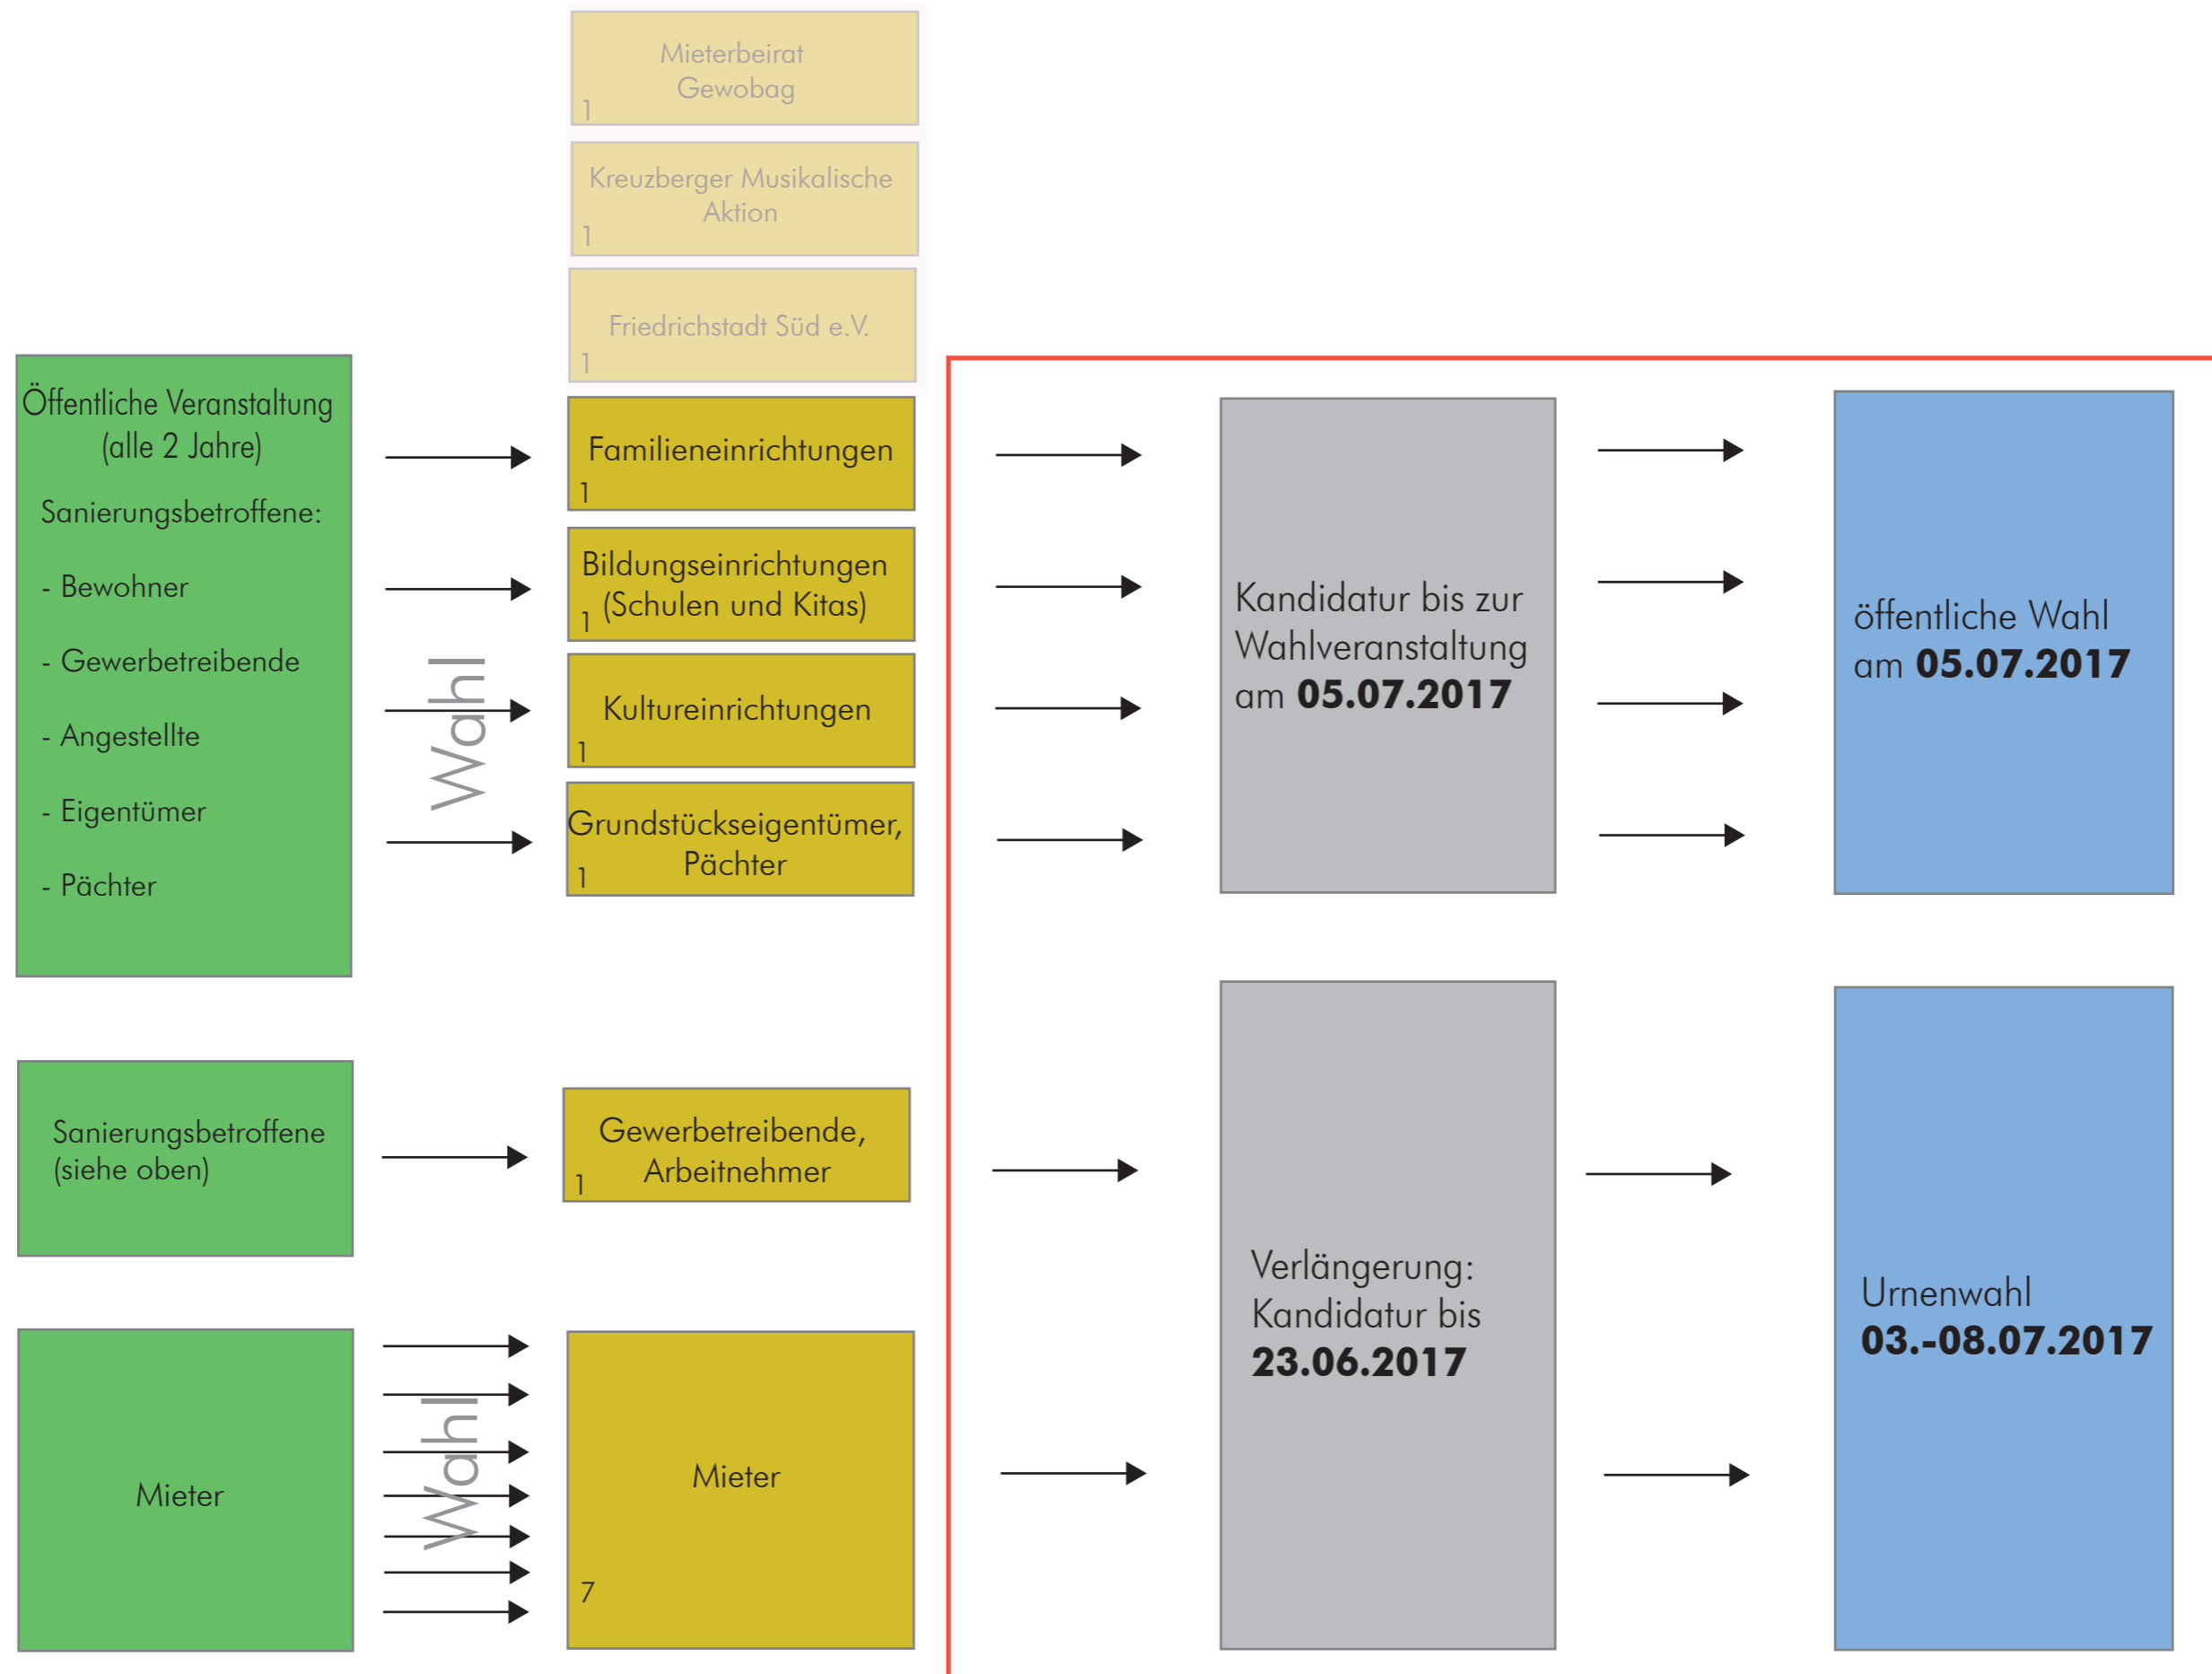 Mieterbeirat
Gewobag
1
Kreuzberger Musikalische
Aktion
1
Friedrichstadt Süd e.V.
1
Öffentliche Veranstaltung
(alle 2 Jahre)
Sanierungsbetroffene:
- Bewohner
- Gewerbetreibende
- Angestellte
- Eigentümer
- Pächter
Wahl
Familieneinrichtungen
1
Bildungseinrichtungen
(Schulen und Kitas)
1
Kultureinrichtungen
1
Grundstückseigentümer,
Pächter
1
Kandidatur bis zur
Wahlveranstaltung
am 05.07.2017
öffentliche Wahl
am 05.07.2017
Sanierungsbetroffene
(siehe oben)
Gewerbetreibende,
Arbeitnehmer
1
Mieter
Wahl
Mieter
7
Verlängerung:
Kandidatur bis
23.06.2017
Urnenwahl
03.-08.07.2017